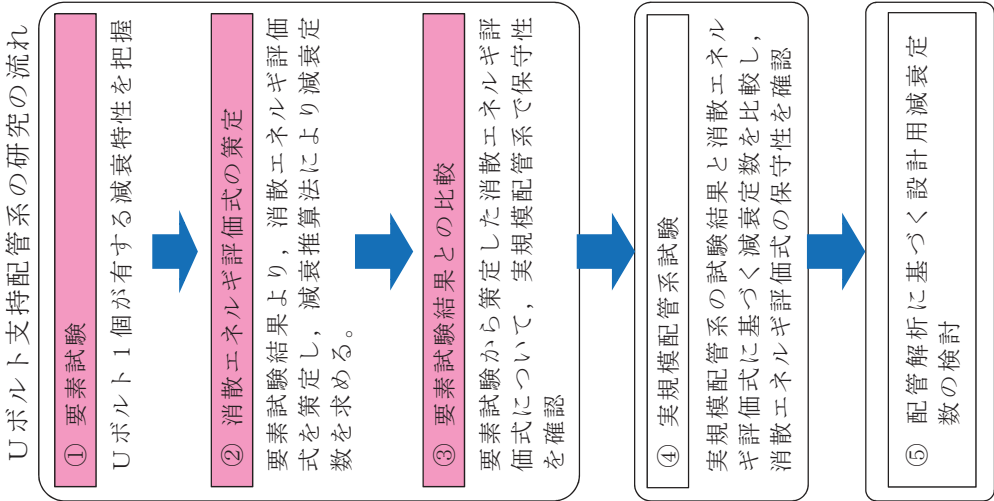 Uボルト支持配管系の研究の流れ
① 要素試験
Uボルト1個が有する減衰特性を把握
② 消散エネルギ評価式の策定
要素試験結果より,消散エネルギ評価
式を策定し,減衰推算法により減衰定
数を求める。
③ 要素試験結果との比較
要素試験から策定した消散エネルギ評
価式について,実規模配管系で保守性
を確認
④ 実規模配管系試験
実規模配管系の試験結果と消散エネル
ギ評価式に基づく減衰定数を比較し,
消散エネルギ評価式の保守性を確認
⑤ 配管解析に基づく設計用減衰定
数の検討